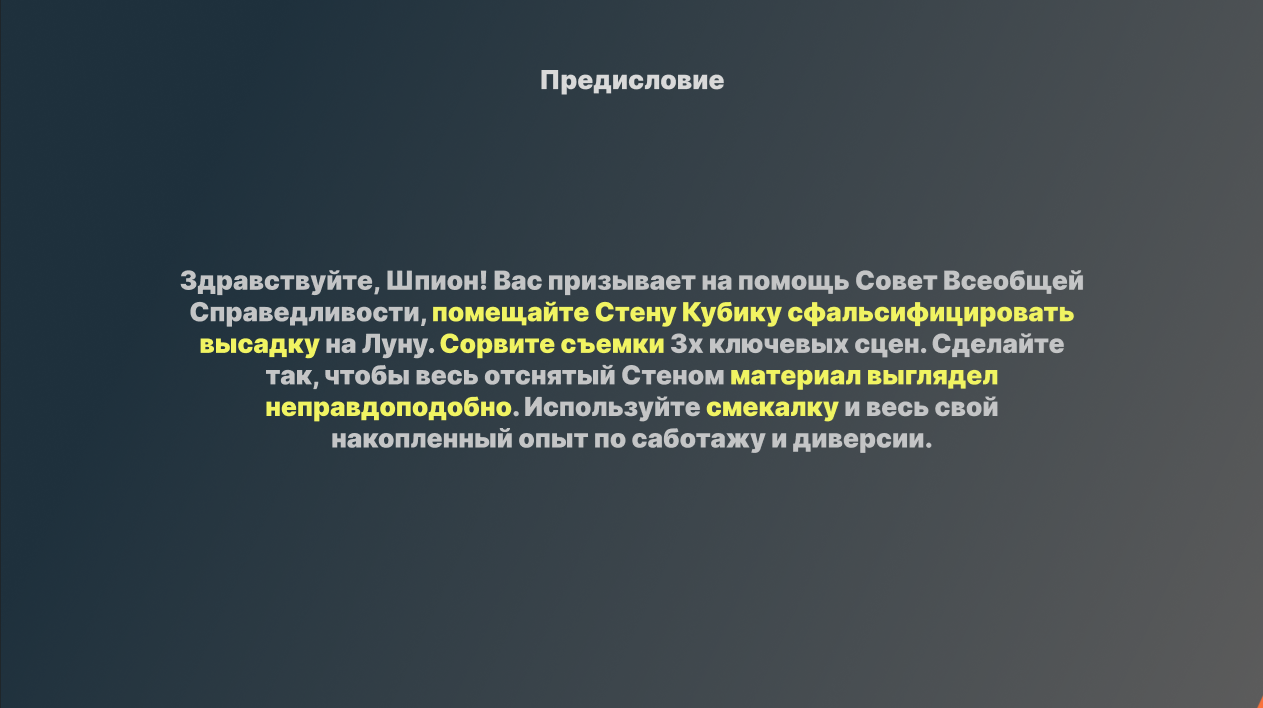 Предисловие
Здравствуйте, Шпион! Вас призывает на помощь Совет Всеобщей
Справедливости, помещайте Стену Кубику сфальсифицировать
высадку на Луну. Сорвите съемки 3х ключевых сцен. Сделайте
так, чтобы весь отснятый Стеном материал выглядел
неправдоподобно. Используйте смекалку и весь свой
накопленный опыт по саботажу и диверсии.